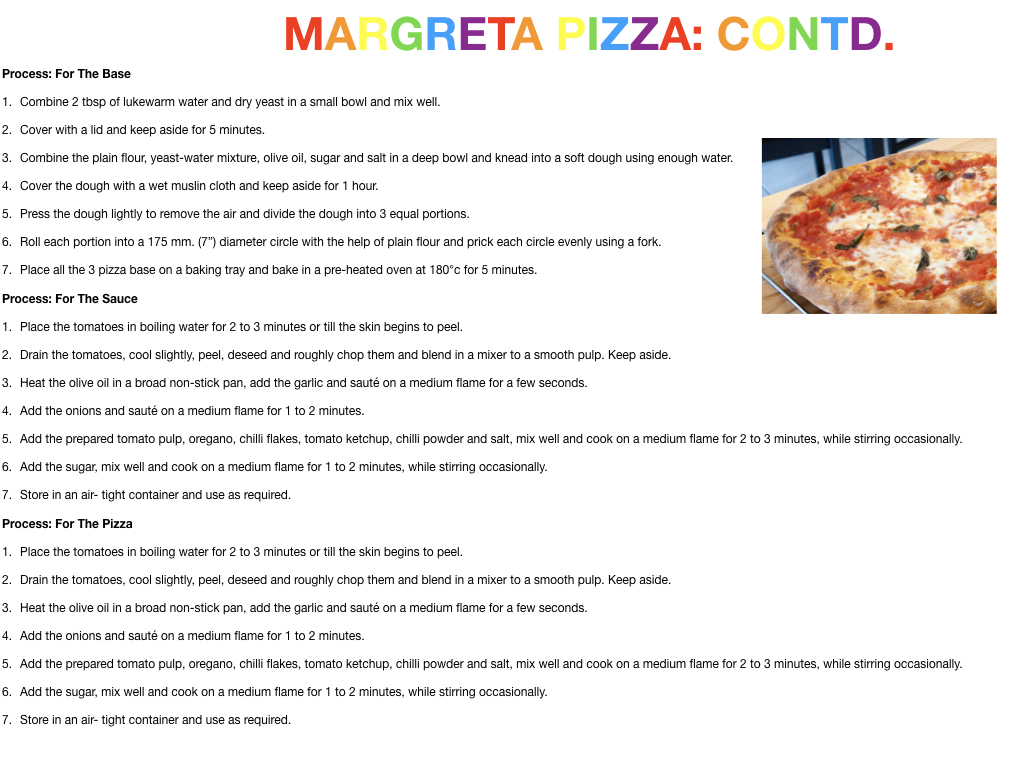 MARGRETA PIZZA: CONTD.
Process: For The Base
1. Combine 2 tbsp of lukewarm water and dry yeast in a small bowl and mix well.
2. Cover with a lid and keep aside for 5 minutes.
3. Combine the plain flour, yeast-water mixture, olive oil, sugar and salt in a deep bowl and knead into a soft dough using enough water.
4. Cover the dough with a wet muslin cloth and keep aside for 1 hour.
5. Press the dough lightly to remove the air and divide the dough into 3 equal portions.
6. Roll each portion into a 175 mm. (7”) diameter circle with the help of plain flour and prick each circle evenly using a fork.
7. Place all the 3 pizza base on a baking tray and bake in a pre-heated oven at 180°c for 5 minutes.
Process: For The Sauce
1. Place the tomatoes in boiling water for 2 to 3 minutes or till the skin begins to peel.
2. Drain the tomatoes, cool slightly, peel, deseed and roughly chop them and blend in a mixer to a smooth pulp. Keep aside.
3. Heat the olive oil in a broad non-stick pan, add the garlic and sauté on a medium flame for a few seconds.
4. Add the onions and sauté on a medium flame for 1 to 2 minutes.
5. Add the prepared tomato pulp, oregano, chilli flakes, tomato ketchup, chilli powder and salt, mix well and cook on a medium flame for 2 to 3 minutes, while stirring occasionally.
6. Add the sugar, mix well and cook on a medium flame for 1 to 2 minutes, while stirring occasionally.
7. Store in an air- tight container and use as required.
Process: For The Pizza
1. Place the tomatoes in boiling water for 2 to 3 minutes or till the skin begins to peel.
2. Drain the tomatoes, cool slightly, peel, deseed and roughly chop them and blend in a mixer to a smooth pulp. Keep aside.
3. Heat the olive oil in a broad non-stick pan, add the garlic and sauté on a medium flame for a few seconds.
4. Add the onions and sauté on a medium flame for 1 to 2 minutes.
5. Add the prepared tomato pulp, oregano, chilli flakes, tomato ketchup, chilli powder and salt, mix well and cook on a medium flame for 2 to 3 minutes, while stirring occasionally.
6. Add the sugar, mix well and cook on a medium flame for 1 to 2 minutes, while stirring occasionally.
7. Store in an air- tight container and use as required.